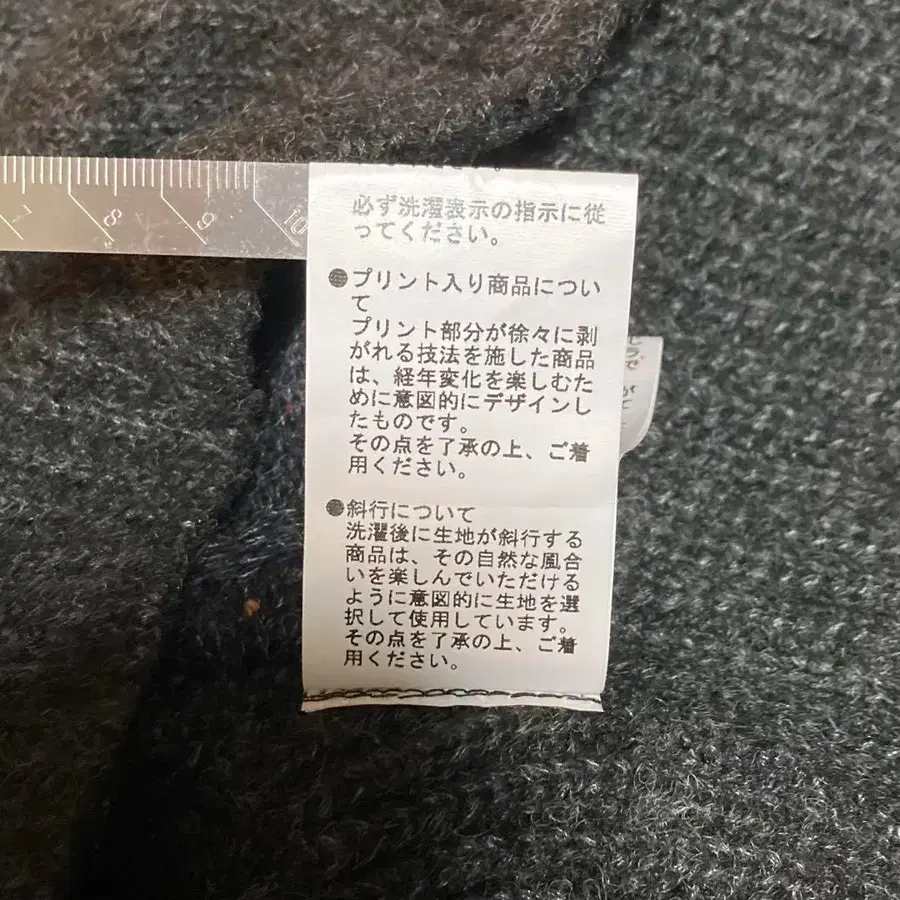 7 8 9 10
必ず洗濯表示の指示に従
ってください。
●プリント入り商品につい
て
プリント部分が徐々に剥
がれる技法を施した商品
は、経年変化を楽しむた
めに意図的にデザインし
たものです。
その点を了承の上、ご着
用ください。
●斜行について
洗濯後に生地が斜行する
商品は、その自然な風合
いを楽しんでいただける
ように意図的に生地を選
択して使用しています。
その点を了承の上、ご着
用ください。